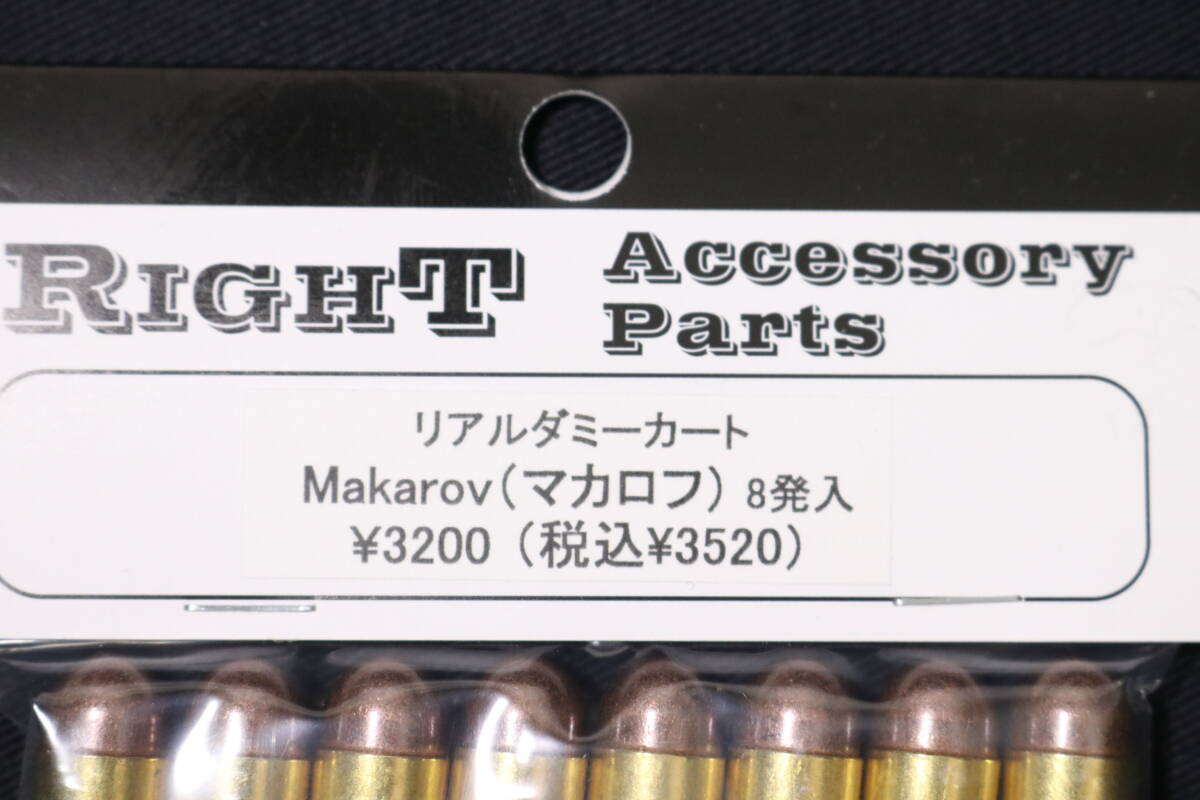 RIGHT
Accessory
Parts
リアルダミーカート
Makarov（マカロフ） 8発入
¥3200（税込¥3520）